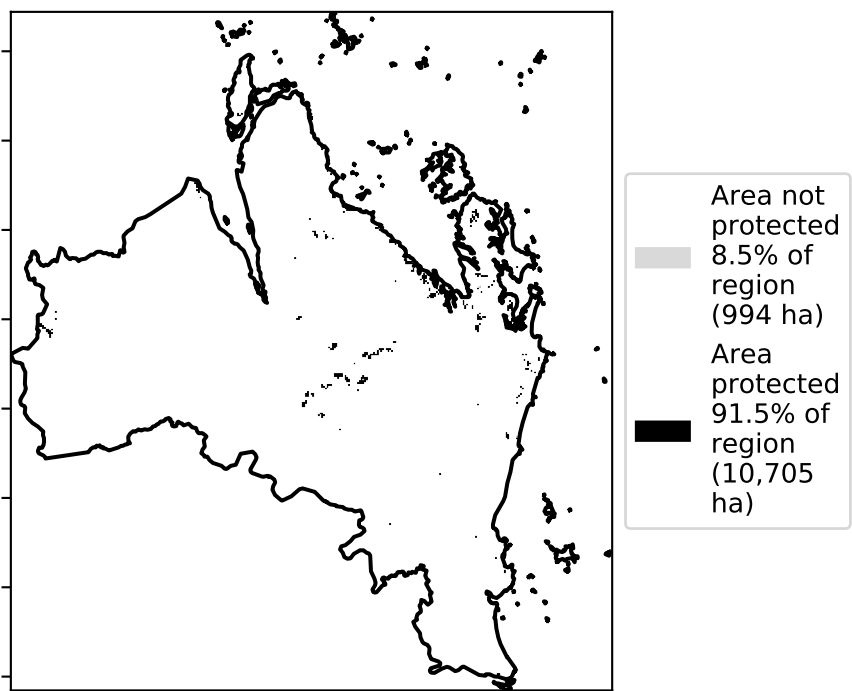 Area not
protected
8.5% of
region
(994 ha)
Area
protected
91.5% of
region
(10,705
ha)